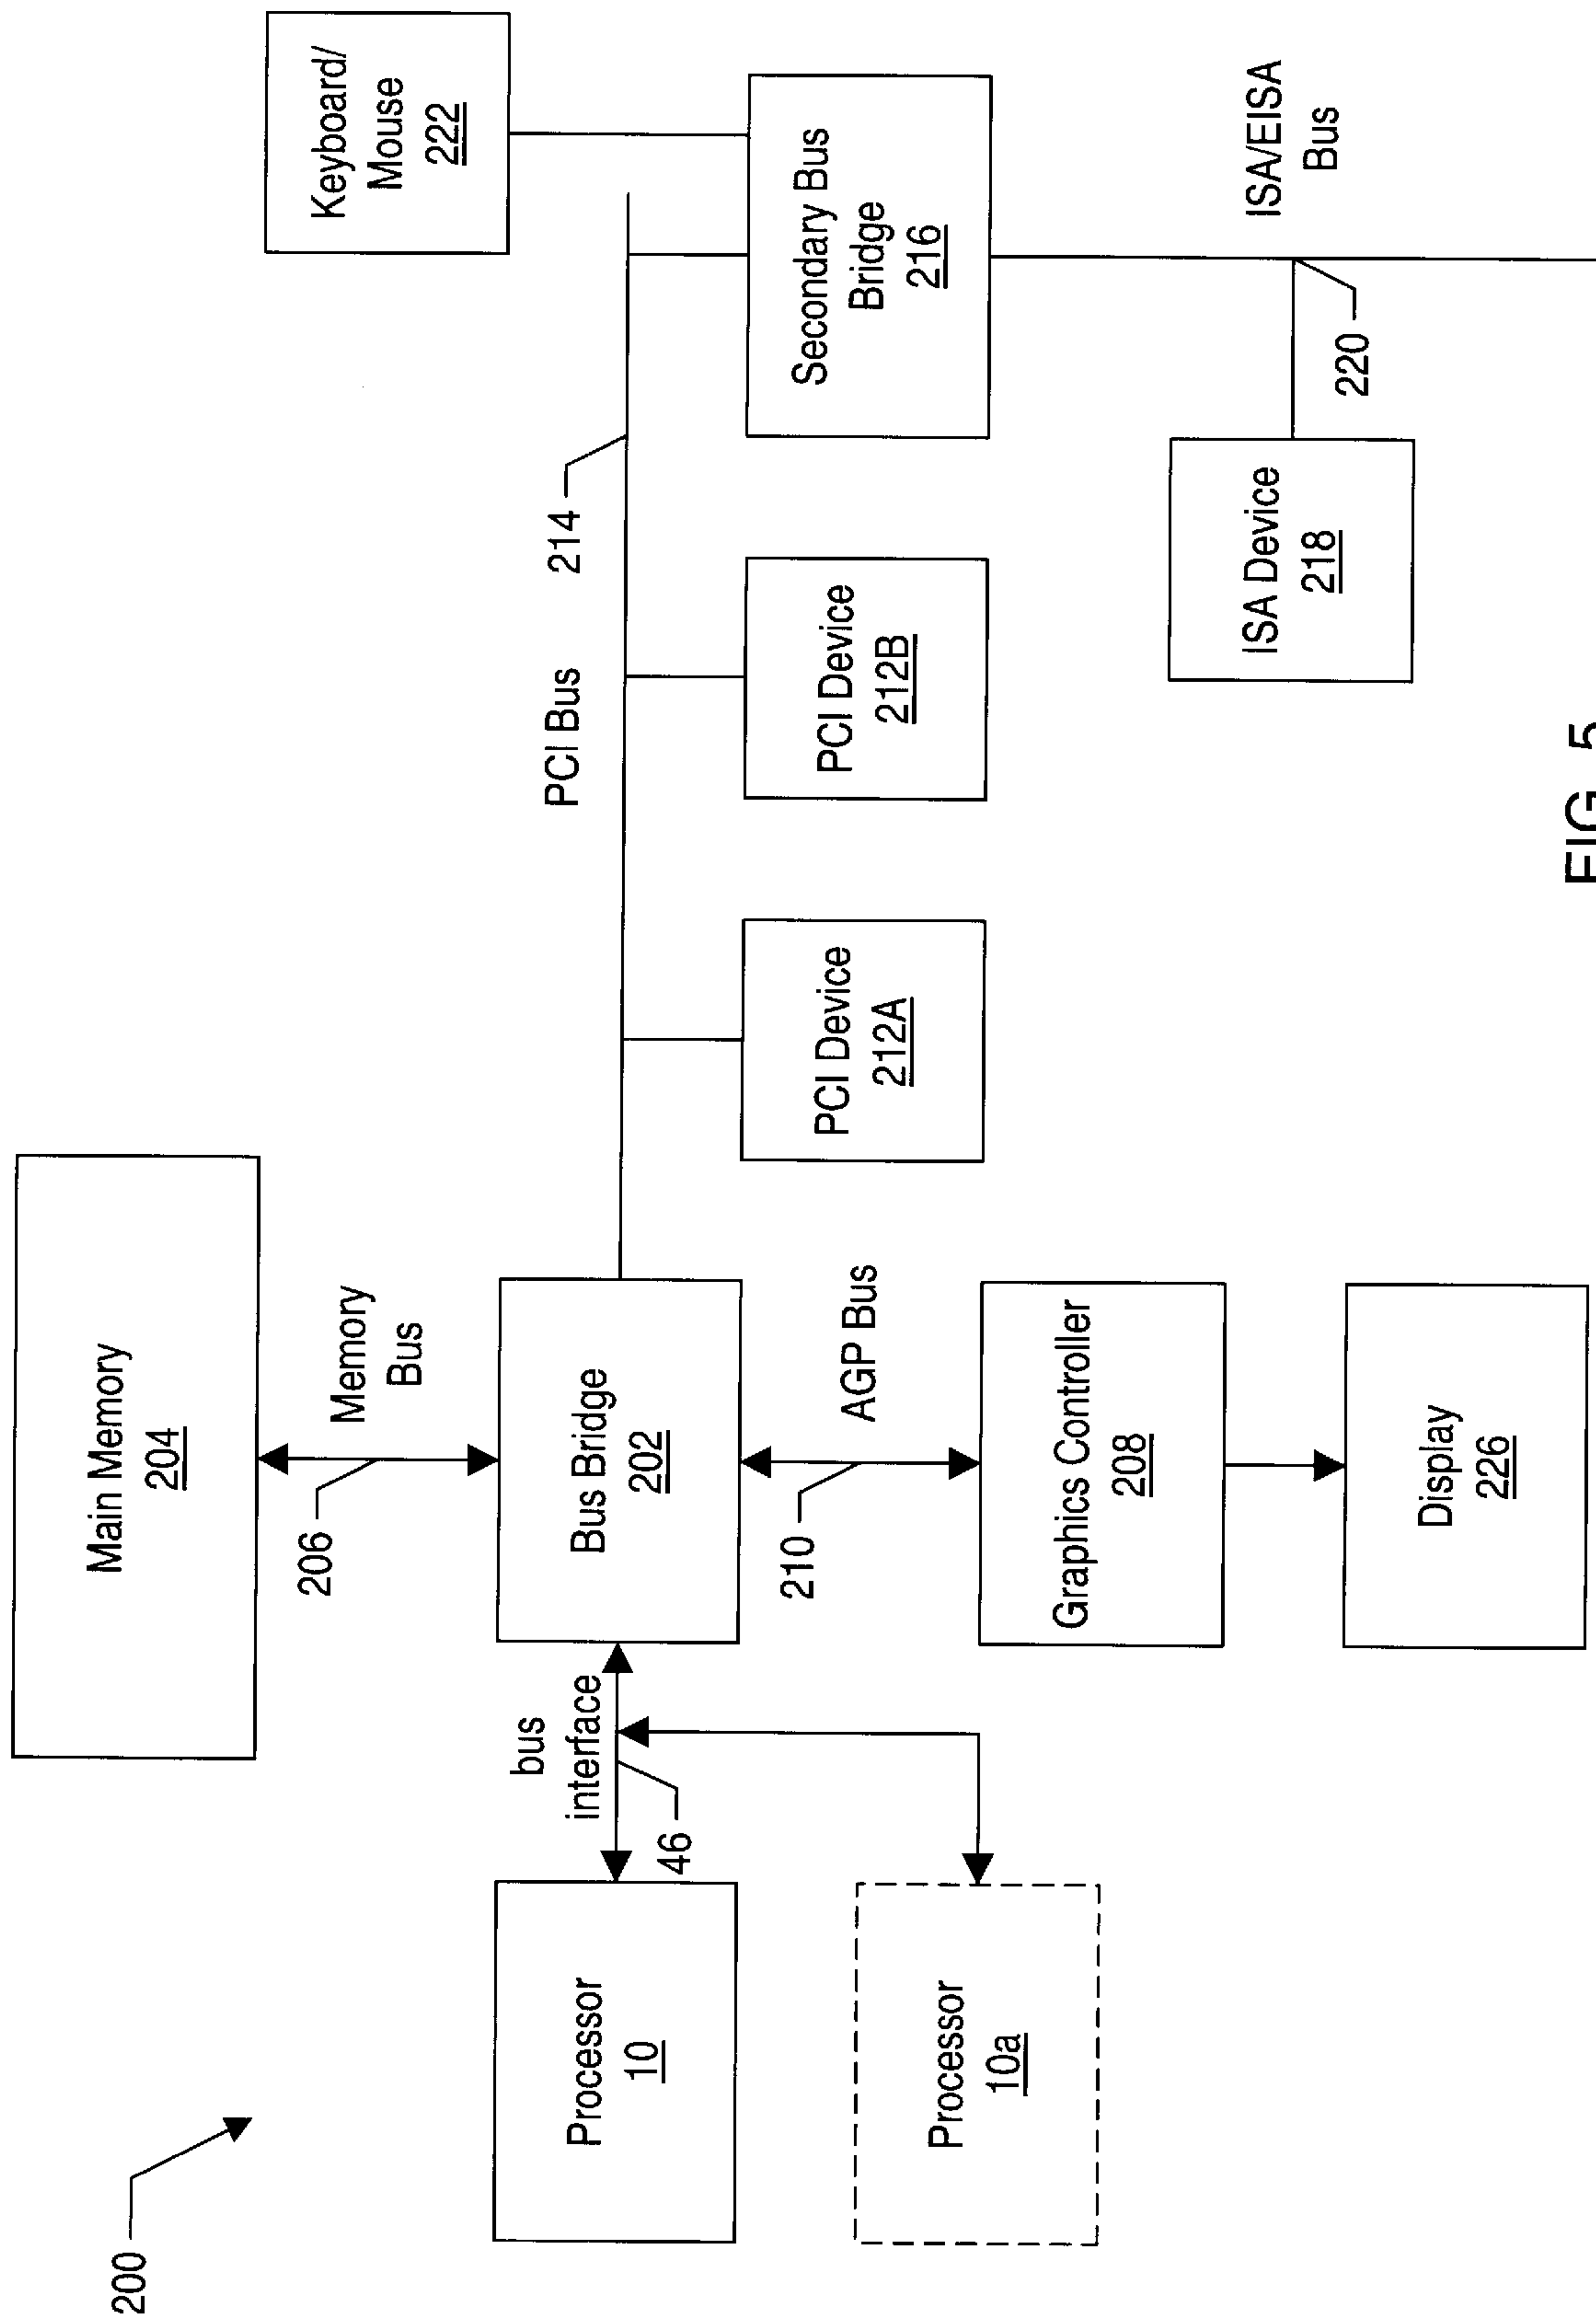 200
Main Memory
204
206
Memory
Bus
Keyboard/
Mouse
222
Processor
10
bus
interface
46
Bus Bridge
202
PCI Bus
214
Processor
10a
210
AGP Bus
PCI Device
212A
PCI Device
212B
Secondary Bus
Bridge
216
Graphics Controller
208
ISA Device
218
220
ISA/EISA
Bus
Display
226
FIG. 5